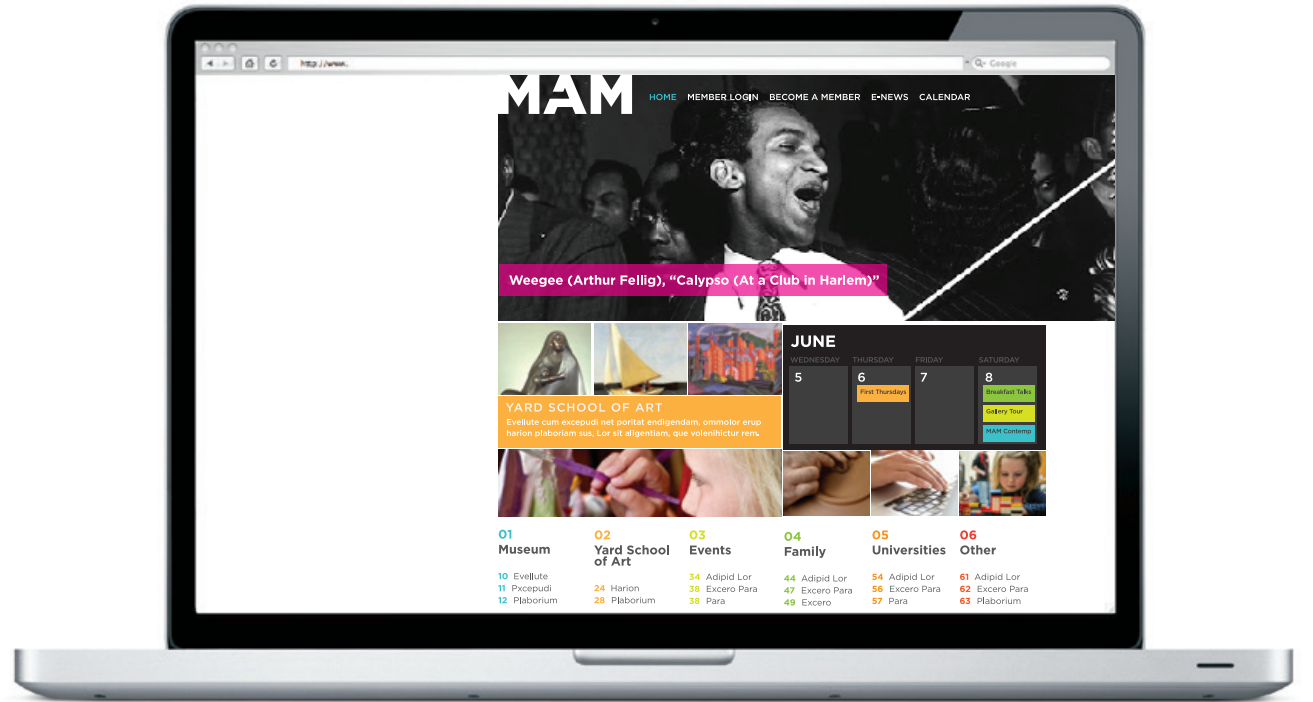 http://www.
Google
MAM
HOME MEMBER LOGIN BECOME A MEMBER E-NEWS CALENDAR
Weegee (Arthur Fellig), “Calypso (At a Club in Harlem)”
YARD SCHOOL OF ART
Evellute cum excepudi net poritat endigendam, ommolor erup
harion plaboriam sus, Lor sit aligentiam, que volenihictur rem.
JUNE
WEDNESDAY THURSDAY FRIDAY SATURDAY
5 6 7 8
First Thursdays
Breakfast Talks
Gallery Tour
MAM Contemp
01
Museum
10 Evellute
11 Pxcepudi
12 Plaborium
02
Yard School
of Art
24 Harion
28 Plaborium
03
Events
34 Adipid Lor
38 Excero Para
38 Para
04
Family
44 Adipid Lor
47 Excero Para
49 Excero
05
Universities
54 Adipid Lor
56 Excero Para
57 Para
06
Other
61 Adipid Lor
62 Excero Para
63 Plaborium